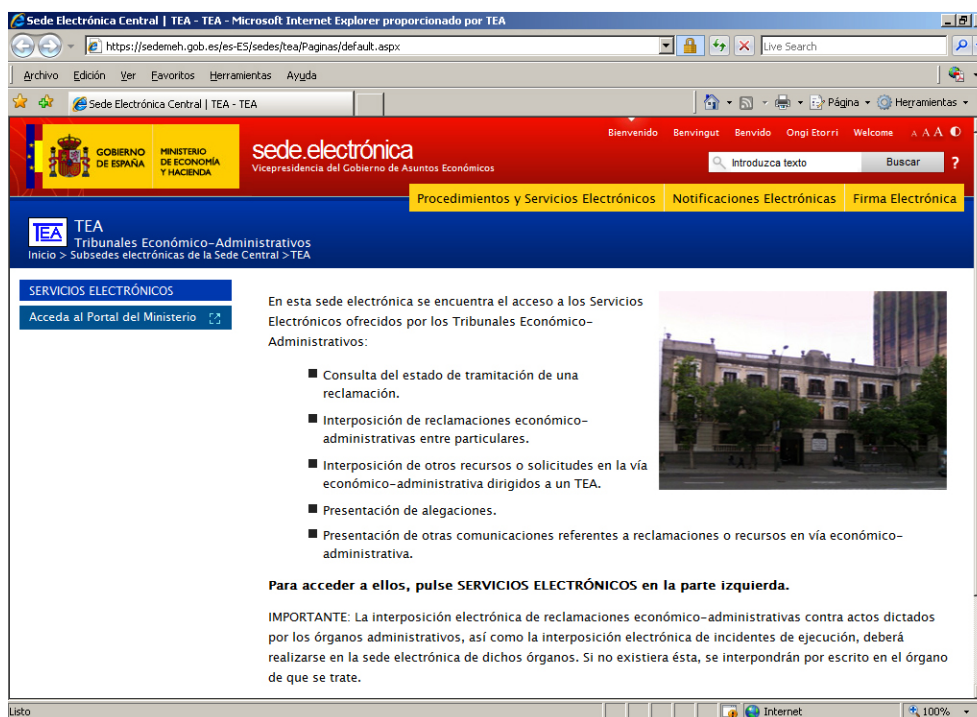 Sede Electrónica Central | TEA - TEA - Microsoft Internet Explorer proporcionado por TEA
https://sedemeh.gob.es/es-ES/sedes/tea/Paginas/default.aspx
Live Search
Archivo Edición Ver Favoritos Herramientas Ayuda
Sede Electrónica Central | TEA - TEA
Página Herramientas
Bienvenido Benvingut Benvido Ongi Etorri Welcome A A A
GOBIERNO DE ESPAÑA
MINISTERIO DE ECONOMÍA Y HACIENDA
sede.electrónica
Vicepresidencia del Gobierno de Asuntos Económicos
Introduzca texto Buscar ?
Procedimientos y Servicios Electrónicos Notificaciones Electrónicas Firma Electrónica
TEA
TEA
Tribunales Económico-Administrativos
Inicio > Subsedes electrónicas de la Sede Central >TEA
SERVICIOS ELECTRÓNICOS
Acceda al Portal del Ministerio
En esta sede electrónica se encuentra el acceso a los Servicios
Electrónicos ofrecidos por los Tribunales Económico-
Administrativos:
Consulta del estado de tramitación de una
reclamación.
Interposición de reclamaciones económico-
administrativas entre particulares.
Interposición de otros recursos o solicitudes en la vía
económico-administrativa dirigidos a un TEA.
Presentación de alegaciones.
Presentación de otras comunicaciones referentes a reclamaciones o recursos en vía económico-
administrativa.
Para acceder a ellos, pulse SERVICIOS ELECTRÓNICOS en la parte izquierda.
IMPORTANTE: La interposición electrónica de reclamaciones económico-administrativas contra actos dictados
por los órganos administrativos, así como la interposición electrónica de incidentes de ejecución, deberá
realizarse en la sede electrónica de dichos órganos. Si no existiera ésta, se interpondrán por escrito en el órgano
de que se trate.
Listo
Internet
100%